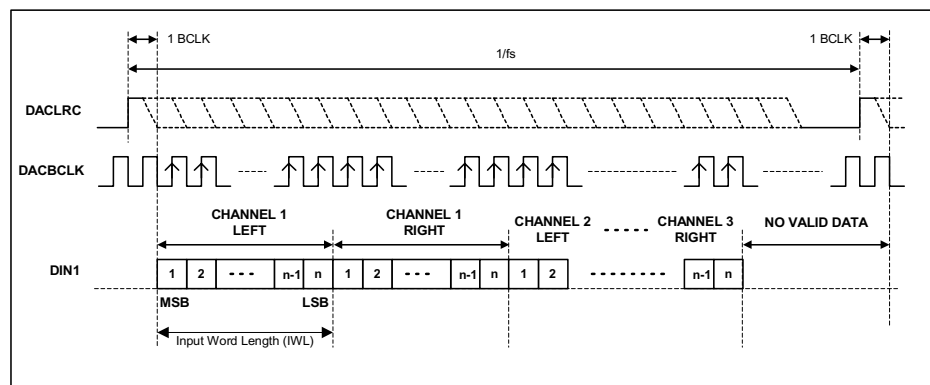 1 BCLK
1 BCLK
1/fs
DACLRC
DACBCLK
CHANNEL 1
LEFT
CHANNEL 1
RIGHT
CHANNEL 2
LEFT
CHANNEL 3
RIGHT
NO VALID DATA
DIN1
1 2 n-1 n 1 2 n-1 n 1 2 n-1 n
MSB LSB
Input Word Length (IWL)